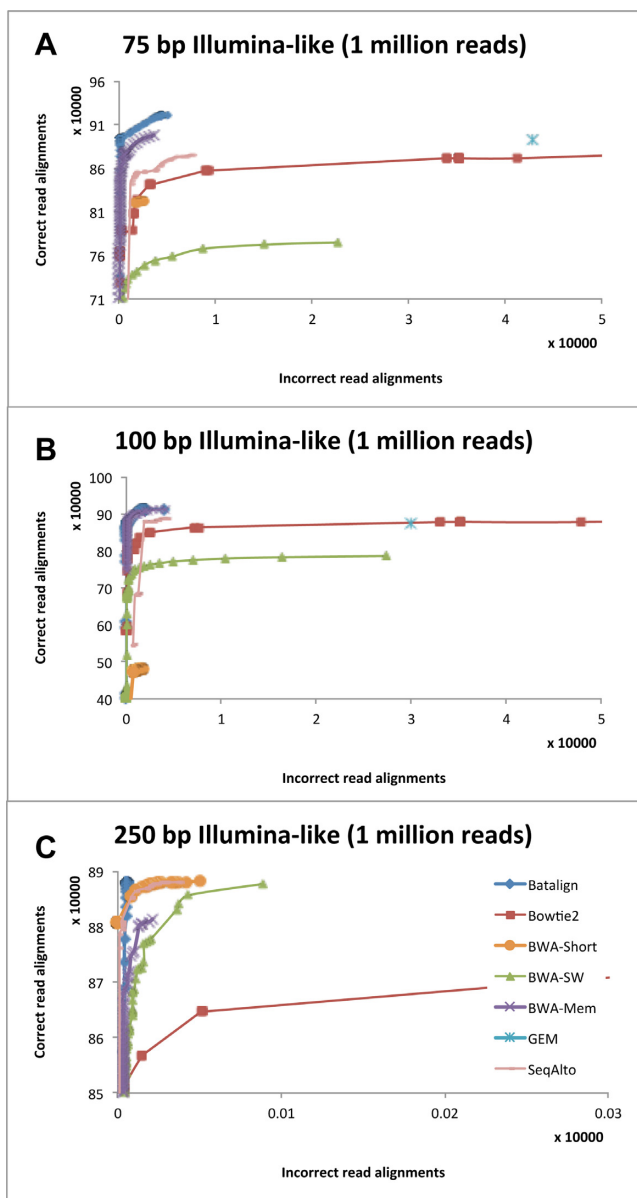 A
75 bp Illumina-like (1 million reads)
x 10000
Correct read alignments
96
91
86
81
76
71
0 1 2 3 4 5
x 10000
Incorrect read alignments
B
100 bp Illumina-like (1 million reads)
x 10000
Correct read alignments
100
90
80
70
60
50
40
0 1 2 3 4 5
x 10000
Incorrect read alignments
C
250 bp Illumina-like (1 million reads)
x 10000
Correct read alignments
89
88
87
86
85
Batalign
Bowtie2
BWA-Short
BWA-SW
BWA-Mem
GEM
SeqAlto
0 0.01 0.02 0.03
x 10000
Incorrect read alignments